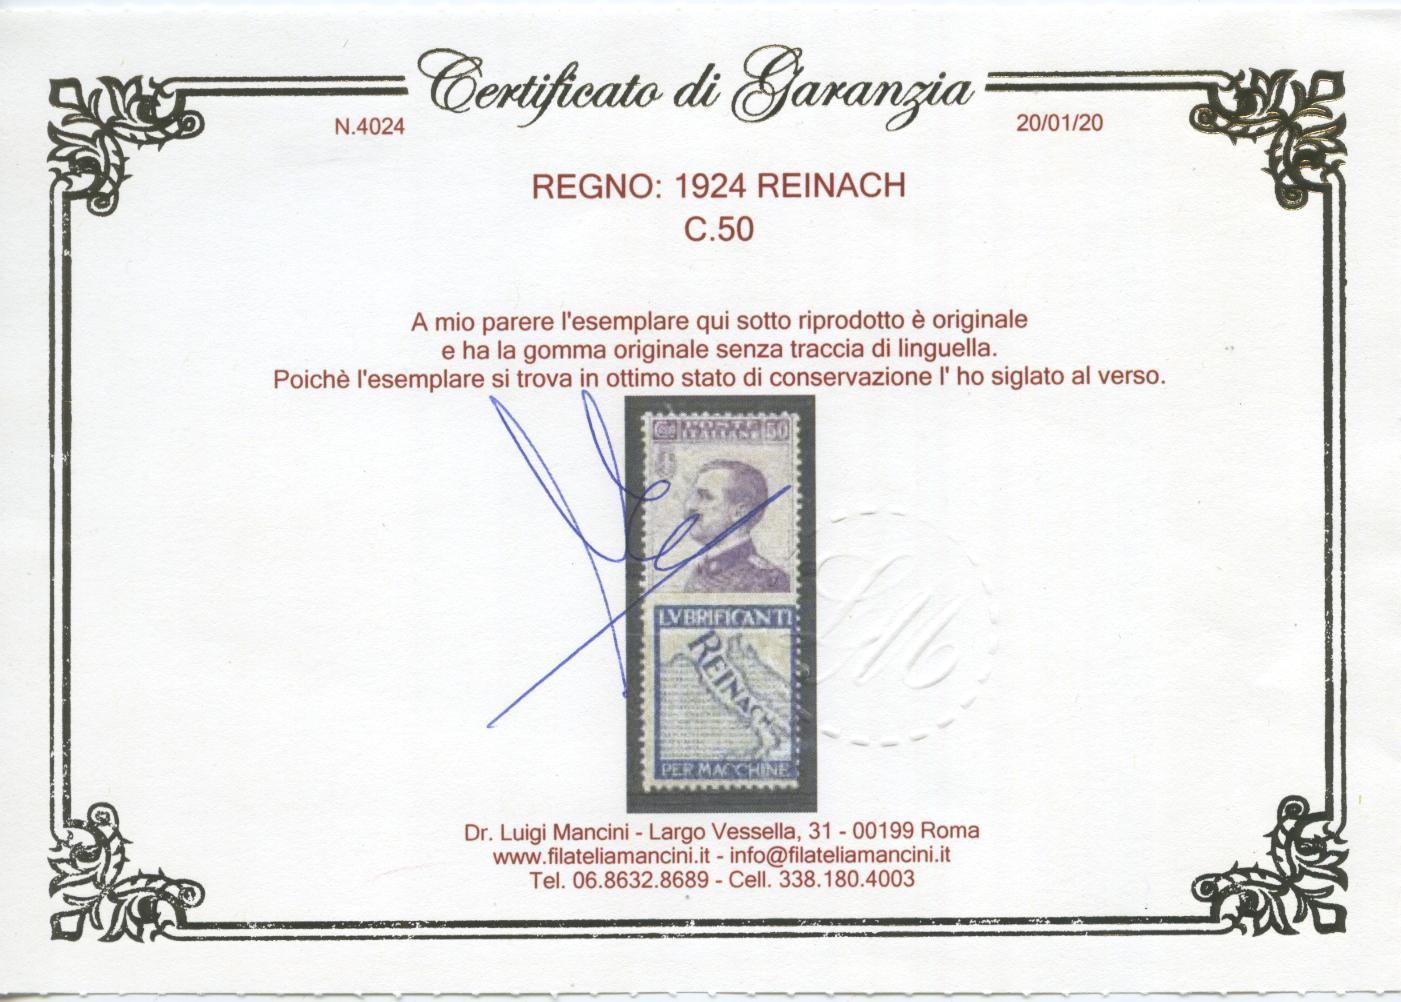 Certificato di Garanzia
N.4024
20/01/20
REGNO: 1924 REINACH
C.50
A mio parere l'esemplare qui sotto riprodotto è originale
e ha la gomma originale senza traccia di linguella.
Poichè l'esemplare si trova in ottimo stato di conservazione l' ho siglato al verso.
POSTE
ITALIANE
50
LVBRIFICANTI
REINACH
PER MACCHINE
LM
Dr. Luigi Mancini - Largo Vessella, 31 - 00199 Roma
www.filateliamancini.it - info@filateliamancini.it
Tel. 06.8632.8689 - Cell. 338.180.4003